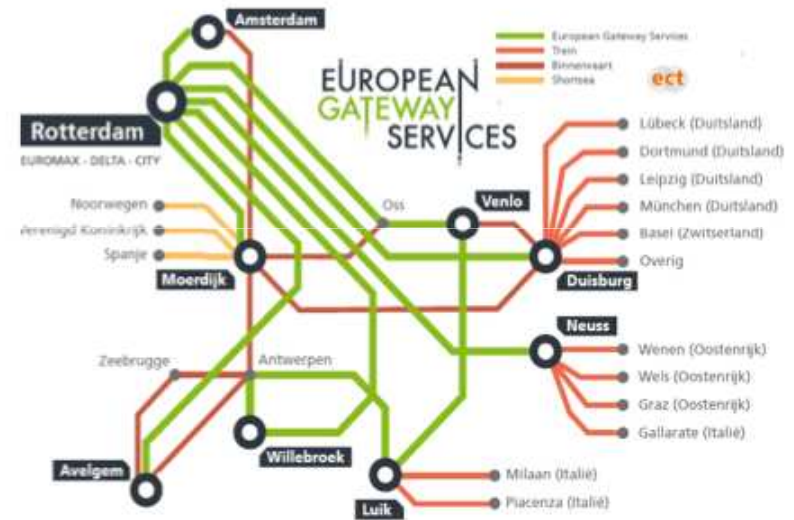 Amsterdam
EUROPEAN
GATEWAY
SERVICES
European Gateway Services
Trein
Binnenvaart
Shortsea
ect
Rotterdam
EUROMAX - DELTA - CITY
Lübeck (Duitsland)
Dortmund (Duitsland)
Leipzig (Duitsland)
München (Duitsland)
Basel (Zwitserland)
Overig
Noorwegen
Verenigd Koninkrijk
Spanje
Oss
Venlo
Moerdijk
Duisburg
Neuss
Wenen (Oostenrijk)
Wels (Oostenrijk)
Graz (Oostenrijk)
Gallarate (Italië)
Zeebrugge
Antwerpen
Willebroek
Avelgem
Luik
Milaan (Italië)
Piacenza (Italië)